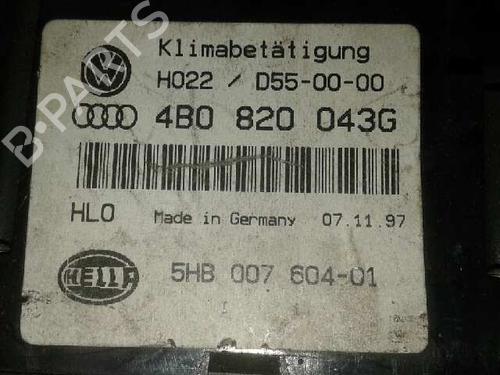 Klimabetätigung
H022 / D55-00-00
4B0 820 043G
HLO Made in Germany 07.11.97
HELLA 5HB 007 604-01
B-PARTS